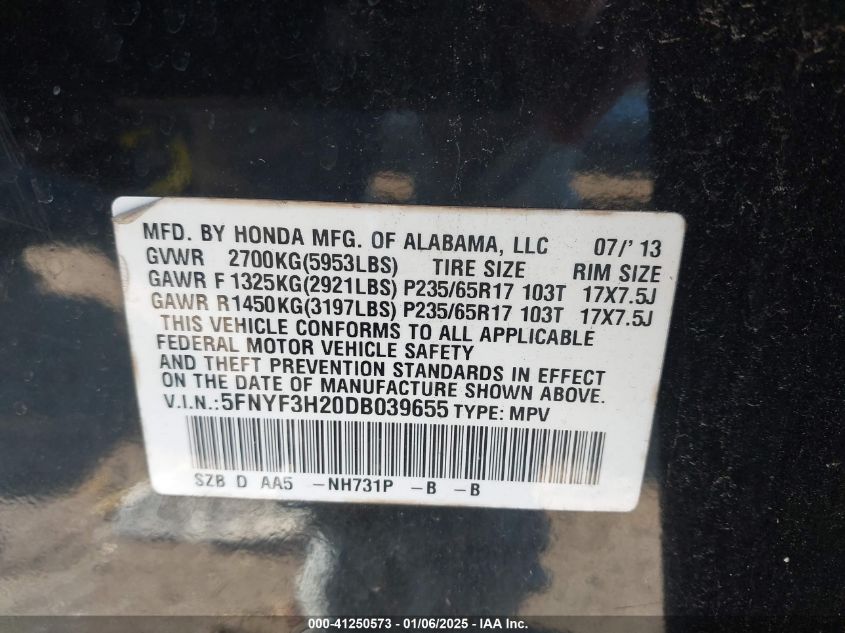 MFD. BY HONDA MFG. OF ALABAMA, LLC 07/'13
GVWR 2700KG(5953LBS) TIRE SIZE RIM SIZE
GAWR F 1325KG(2921LBS) P235/65R17 103T 17X7.5J
GAWR R1450KG(3197LBS) P235/65R17 103T 17X7.5J
THIS VEHICLE CONFORMS TO ALL APPLICABLE
FEDERAL MOTOR VEHICLE SAFETY
AND THEFT PREVENTION STANDARDS IN EFFECT
ON THE DATE OF MANUFACTURE SHOWN ABOVE.
V.I.N.:5FNYF3H20DB039655 TYPE: MPV
SZB D AA5 -NH731P -B -B
000-41250573 - 01/06/2025 - IAA Inc.